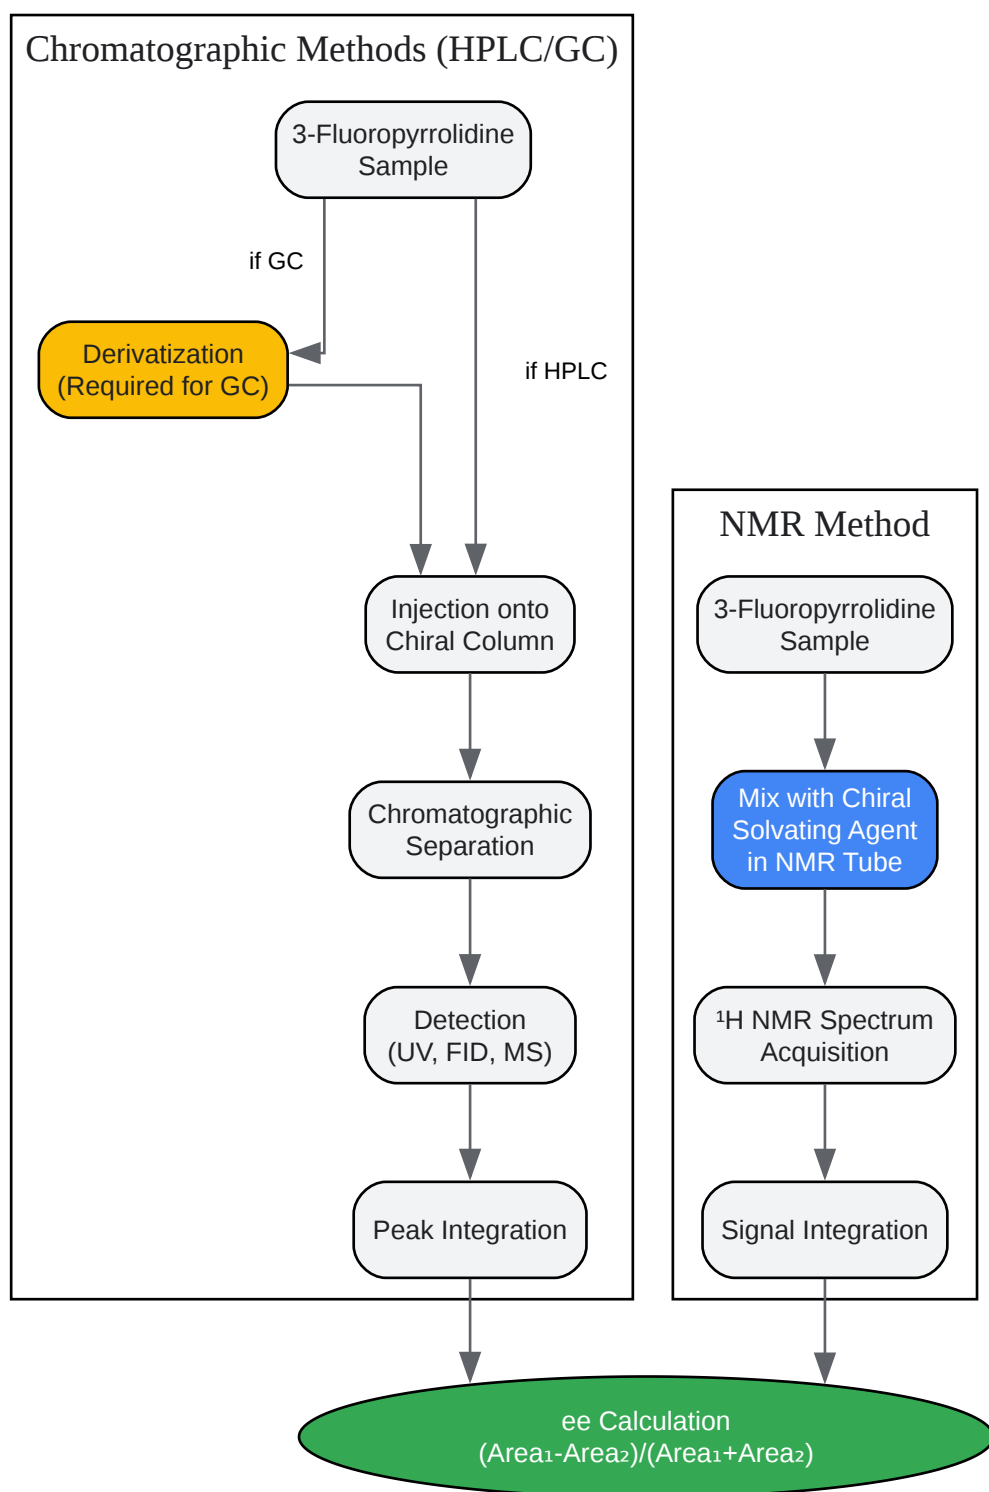 Chromatographic Methods (HPLC/GC)
3-Fluoropyrrolidine
Sample
if GC
Derivatization
(Required for GC)
if HPLC
Injection onto
Chiral Column
Chromatographic
Separation
Detection
(UV, FID, MS)
Peak Integration
NMR Method
3-Fluoropyrrolidine
Sample
Mix with Chiral
Solvating Agent
in NMR Tube
¹H NMR Spectrum
Acquisition
Signal Integration
ee Calculation
(Area₁-Area₂)/(Area₁+Area₂)